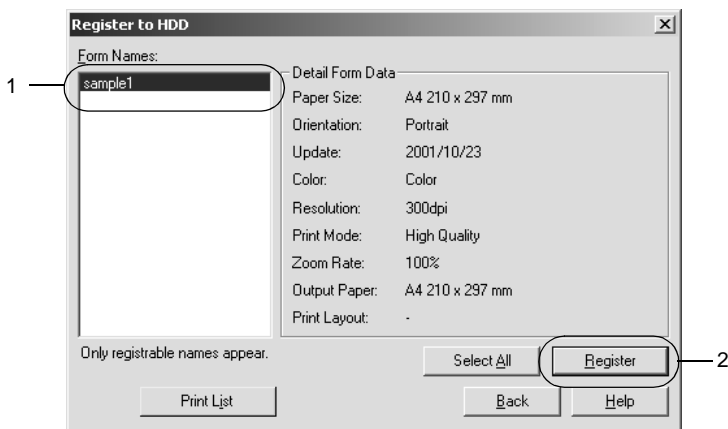 Register to HDD
Form Names:
1
sample1
Detail Form Data
Paper Size: A4 210 x 297 mm
Orientation: Portrait
Update: 2001/10/23
Color: Color
Resolution: 300dpi
Print Mode: High Quality
Zoom Rate: 100%
Output Paper: A4 210 x 297 mm
Print Layout: -
Only registrable names appear.
Select All
Register
2
Print List
Back
Help